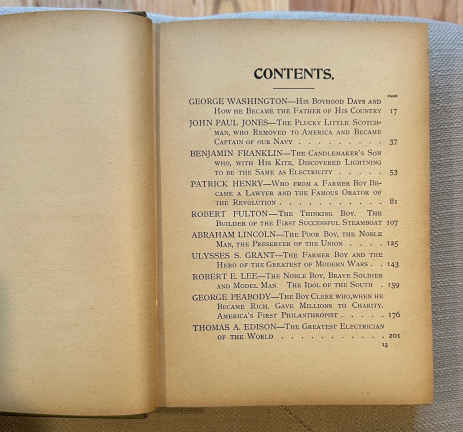 CONTENTS.
PAGE
GEORGE WASHINGTON—His Boyhood Days and
How he Became the Father of His Country 17
JOHN PAUL JONES—The Plucky Little Scotch-
man, who Removed to America and Became
Captain of our Navy . . . . . . . . . 37
BENJAMIN FRANKLIN—The Candlemaker's Son
who, with His Kite, Discovered Lightning
to be the Same as Electricity . . . . . 53
PATRICK HENRY—Who from a Farmer Boy Be-
came a Lawyer and the Famous Orator of
the Revolution . . . . . . . . . . . 81
ROBERT FULTON—The Thinking Boy. The
Builder of the First Successful Steamboat 107
ABRAHAM LINCOLN—The Poor Boy, the Noble
Man, the Preserver of the Union . . . . 125
ULYSSES S. GRANT—The Farmer Boy and the
Hero of the Greatest of Modern Wars . . 143
ROBERT E. LEE—The Noble Boy, Brave Soldier
and Model Man. The Idol of the South . 159
GEORGE PEABODY—The Boy Clerk who, when he
Became Rich, Gave Millions to Charity.
America's First Philanthropist . . . . . 176
THOMAS A. EDISON—The Greatest Electrician
of the World . . . . . . . . . . . 201